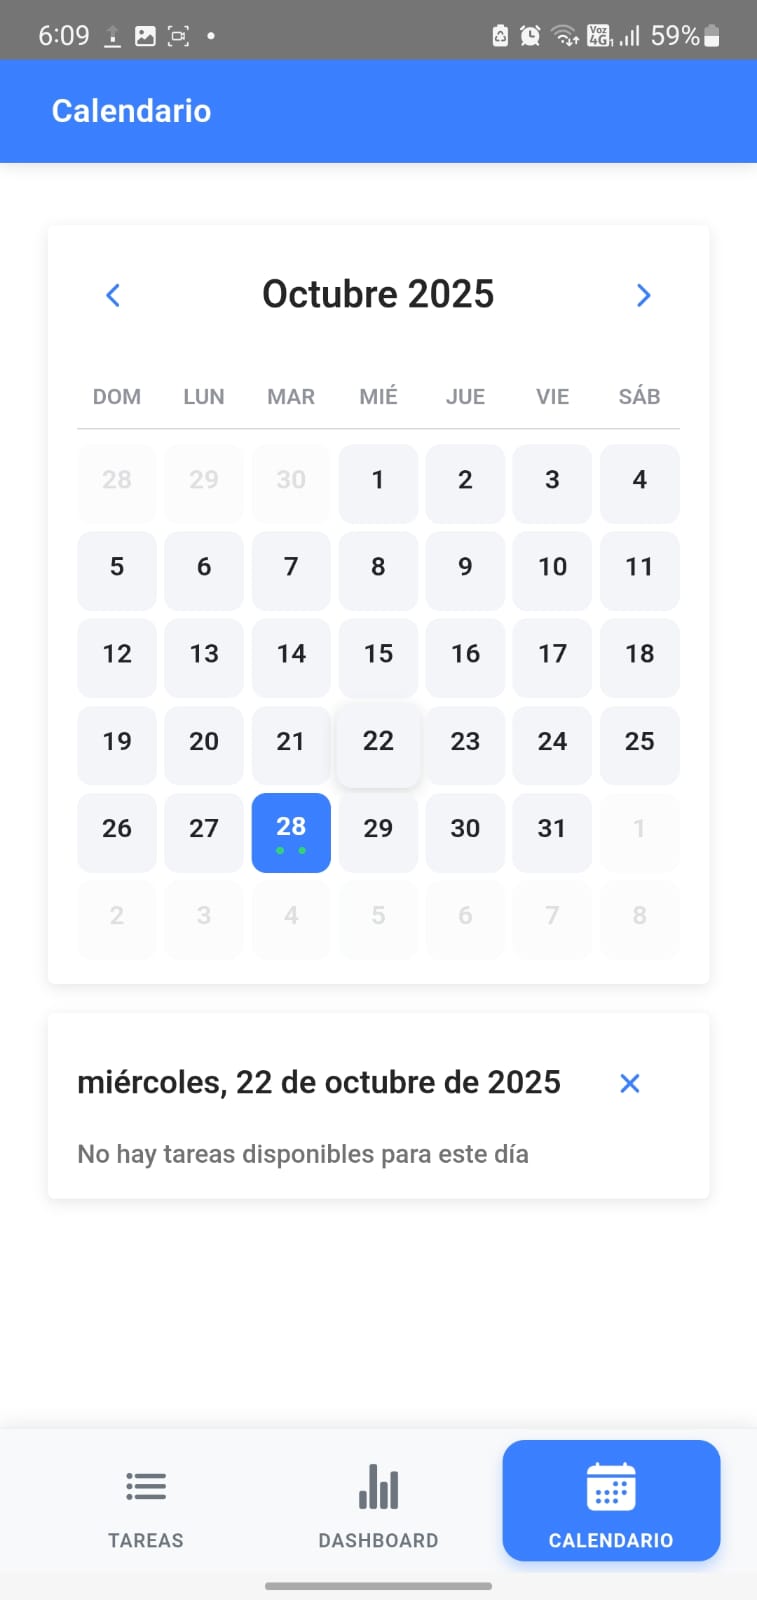 6:09 Voz 4G 59%
Calendario
Octubre 2025
DOM LUN MAR MIÉ JUE VIE SÁB
28 29 30 1 2 3 4
5 6 7 8 9 10 11
12 13 14 15 16 17 18
19 20 21 22 23 24 25
26 27 28 29 30 31 1
2 3 4 5 6 7 8
miércoles, 22 de octubre de 2025
No hay tareas disponibles para este día
TAREAS DASHBOARD CALENDARIO